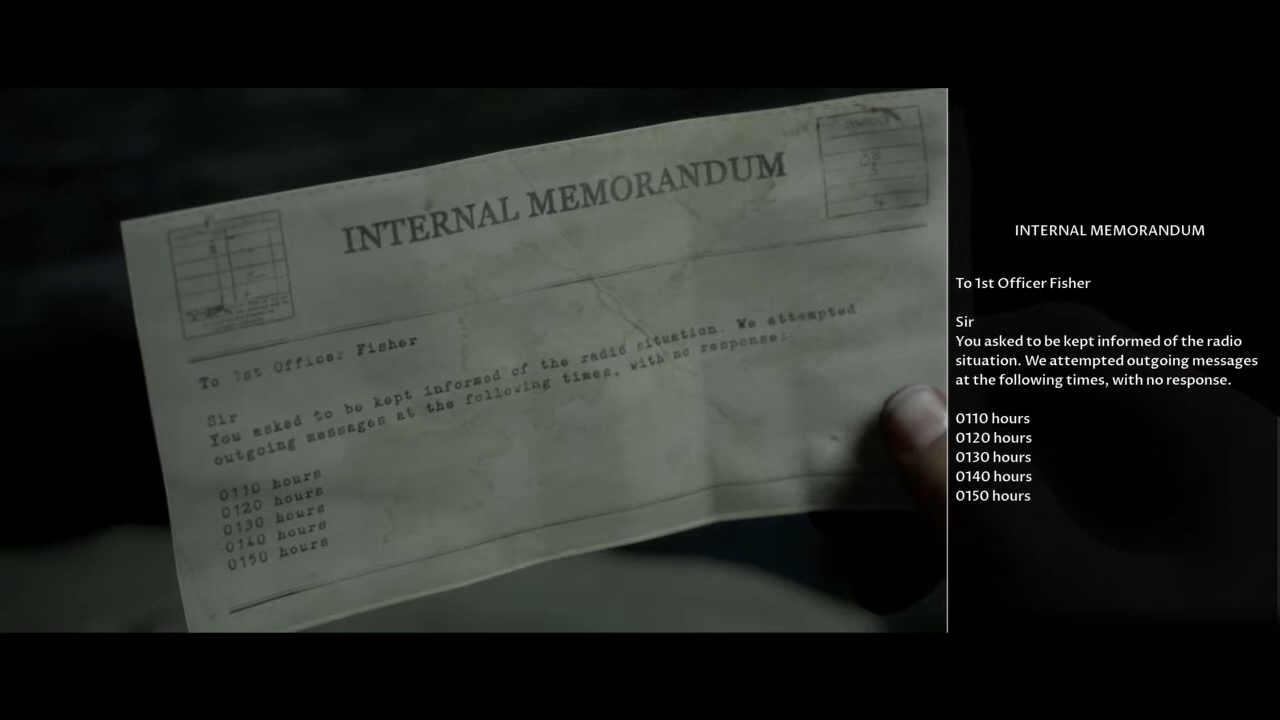 INTERNAL MEMORANDUM
To 1st Officer Fisher
Sir
You asked to be kept informed of the radio situation. We attempted
outgoing messages at the following times, with no response:
0110 hours
0120 hours
0130 hours
0140 hours
0150 hours
INTERNAL MEMORANDUM
To 1st Officer Fisher
Sir
You asked to be kept informed of the radio
situation. We attempted outgoing messages
at the following times, with no response.
0110 hours
0120 hours
0130 hours
0140 hours
0150 hours